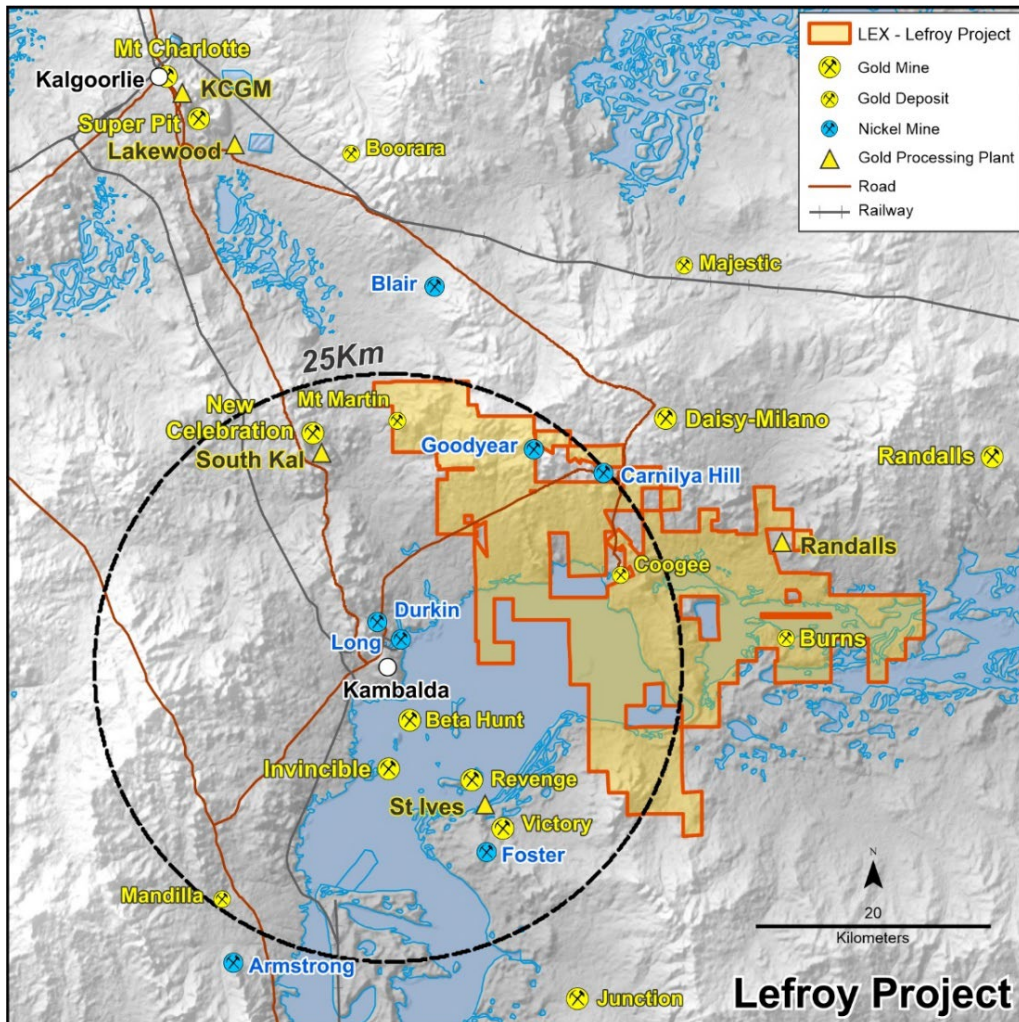 Mt Charlotte
Kalgoorlie
KCGM
Super Pit
Lakewood
Boorara
LEX - Lefroy Project
Gold Mine
Gold Deposit
Nickel Mine
Gold Processing Plant
Road
Railway
Majestic
Blair
25Km
Mt Martin
New
Celebration
South Kal
Goodyear
Carnilya Hill
Daisy-Milano
Randalls
Randalls
Coogee
Durkin
Long
Kambalda
Burns
Beta Hunt
Invincible
Revenge
St Ives
Victory
Foster
Mandilla
Armstrong
Junction
N
20
Kilometers
Lefroy Project